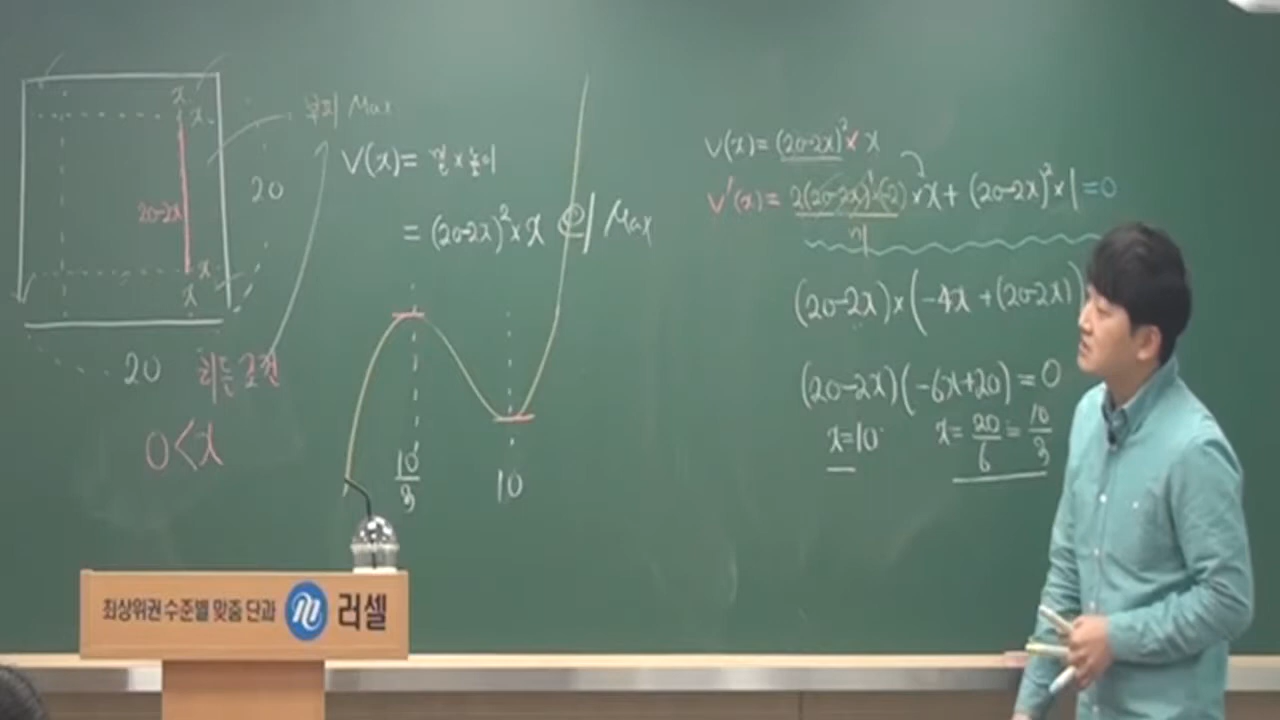 x
x
20-2x
x
x
20
20
부피 Max
히든 조건
0<x
V(x)= 밑×높이
= (20-2x)²×x 의 Max
10/3
10
V(x)= (20-2x)²× x
V'(x)= 2(20-2x)¹×(-2)×x+ (20-2x)²×1=0
(20-2x)×(-4x+(20-2x))
(20-2x)(-6x+20)=0
x=10
x= 20/6 = 10/3
최상위권 수준별 맞춤 단과
러셀